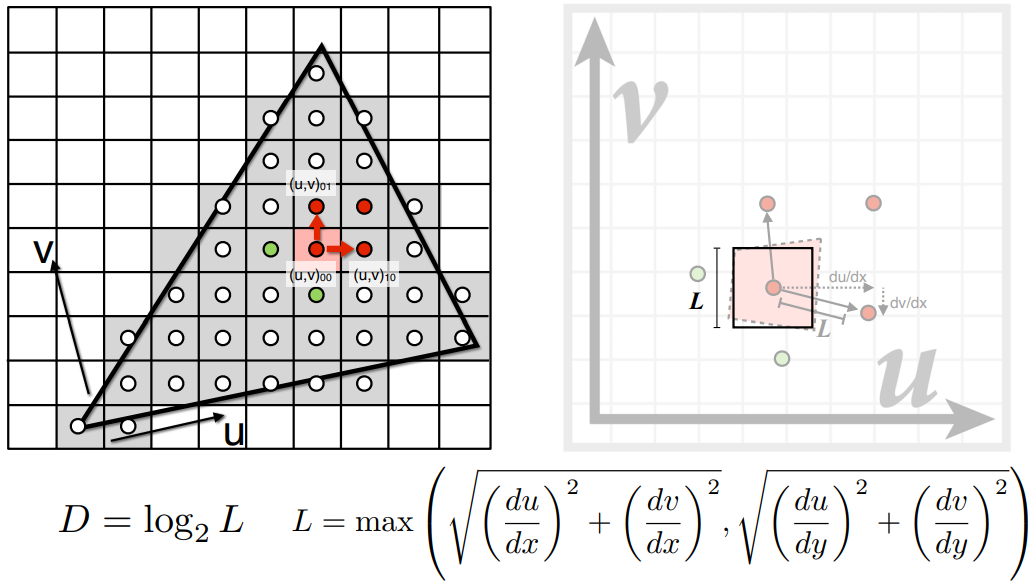 (u,v)₀₁
(u,v)₀₀ (u,v)₁₀
v
u
v
du/dx
dv/dx
L
L
u
D = log₂ L L = max ( √( (du/dx)² + (dv/dx)² ), √( (du/dy)² + (dv/dy)² ) )